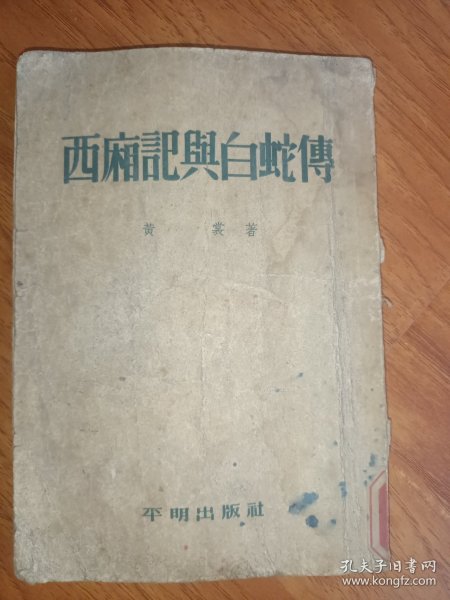 西廂記與白蛇傳
黃 裳 著
平明出版社
孔夫子旧书网
www.kongfz.com